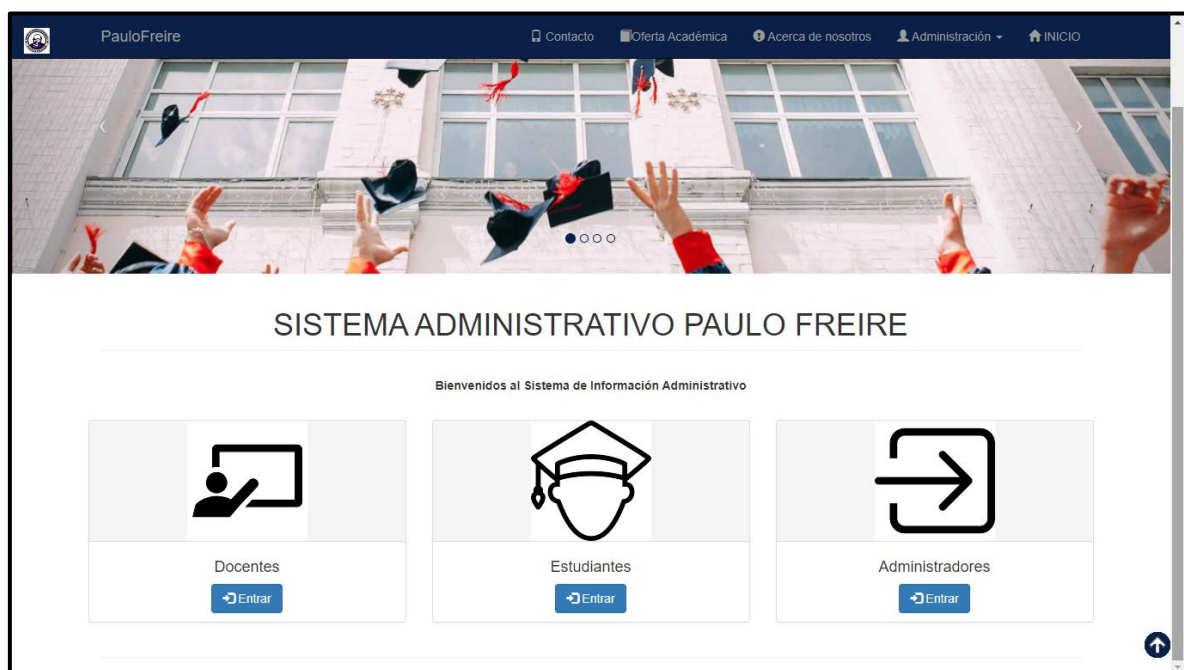 PauloFreire
Contacto
Oferta Académica
Acerca de nosotros
Administración
INICIO
SISTEMA ADMINISTRATIVO PAULO FREIRE
Bienvenidos al Sistema de Información Administrativo
Docentes
Entrar
Estudiantes
Entrar
Administradores
Entrar